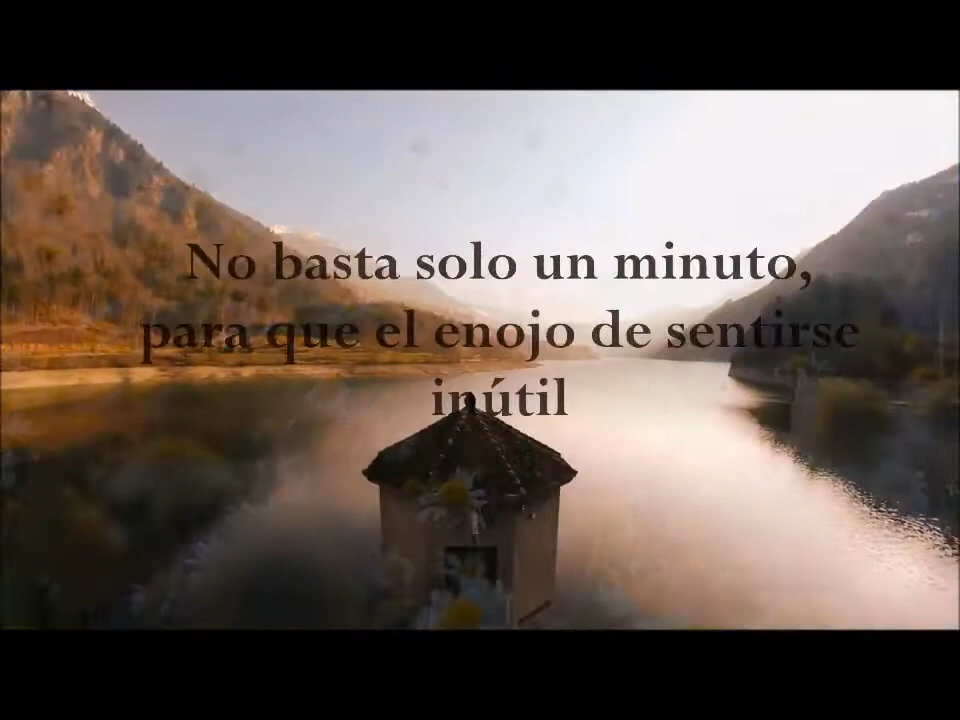 No basta solo un minuto,
para que el enojo de sentirse
inútil